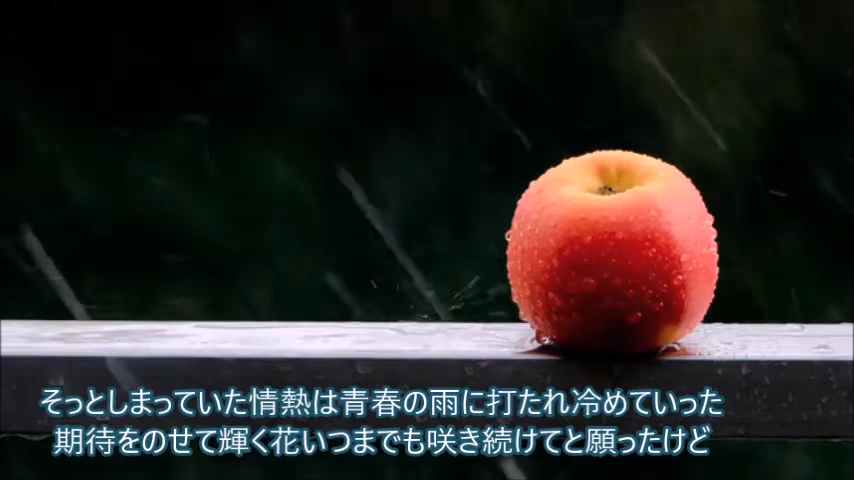 そっとしまっていた情熱は青春の雨に打たれ冷めていった
期待をのせて輝く花いつまでも咲き続けてと願ったけど